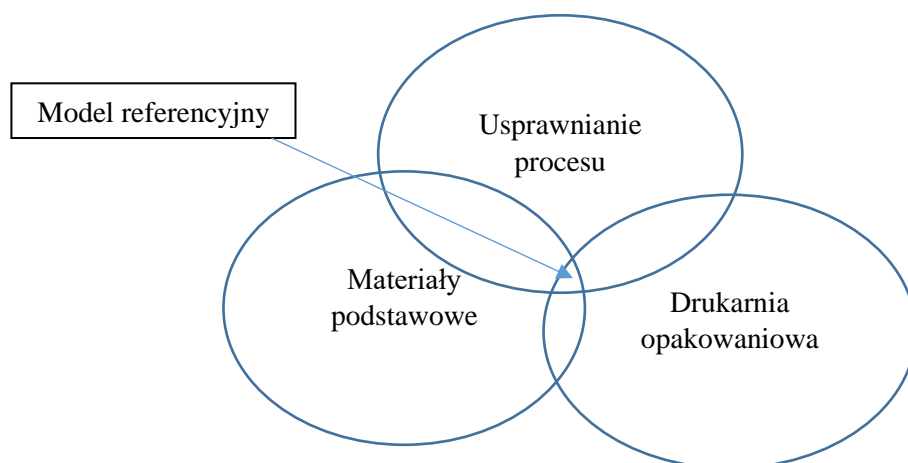 Model referencyjny
Usprawnianie
procesu
Materiały
podstawowe
Drukarnia
opakowaniowa